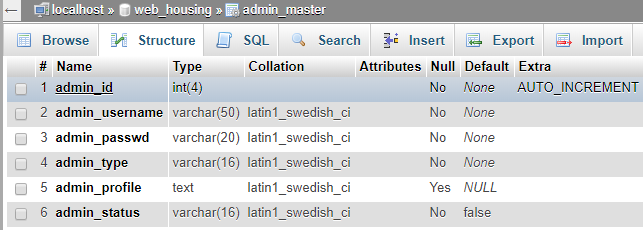 localhost » web_housing » admin_master
Browse Structure SQL Search Insert Export Import
# Name Type Collation Attributes Null Default Extra
1 admin_id int(4) No None AUTO_INCREMENT
2 admin_username varchar(50) latin1_swedish_ci No None
3 admin_passwd varchar(20) latin1_swedish_ci No None
4 admin_type varchar(16) latin1_swedish_ci No None
5 admin_profile text latin1_swedish_ci Yes NULL
6 admin_status varchar(16) latin1_swedish_ci No false